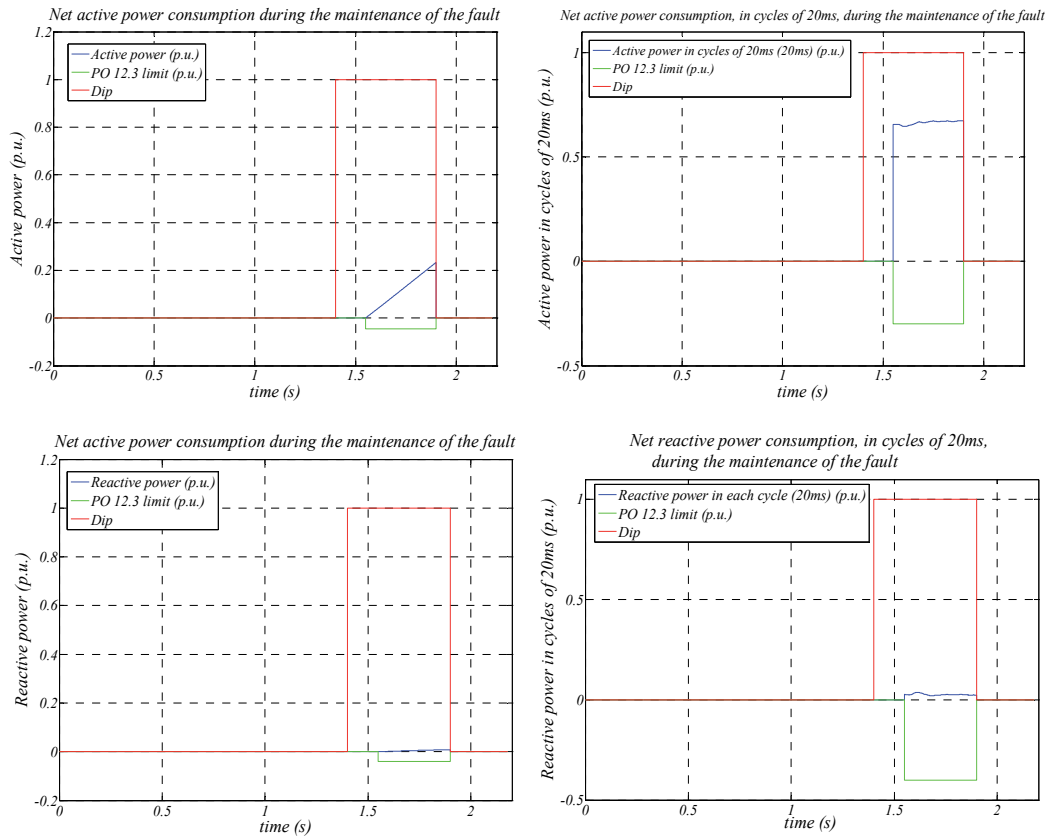 Net active power consumption during the maintenance of the fault
1.2
1
0.8
0.6
0.4
0.2
0
-0.2
Active power (p.u.)
Active power (p.u.)
PO 12.3 limit (p.u.)
Dip
0
0.5
1
1.5
2
time (s)
Net active power consumption, in cycles of 20ms, during the maintenance of the fault
1
0.5
0
-0.5
Active power in cycles of 20ms (p.u.)
Active power in cycles of 20ms (20ms) (p.u.)
PO 12.3 limit (p.u.)
Dip
0
0.5
1
1.5
2
time (s)
Net active power consumption during the maintenance of the fault
1.2
1
0.8
0.6
0.4
0.2
0
-0.2
Reactive power (p.u.)
Reactive power (p.u.)
PO 12.3 limit (p.u.)
Dip
0
0.5
1
1.5
2
time (s)
Net reactive power consumption, in cycles of 20ms,
during the maintenance of the fault
1
0.5
0
-0.5
Reactive power in cycles of 20ms (p.u.)
Reactive power in each cycle (20ms) (p.u.)
PO 12.3 limit (p.u.)
Dip
0
0.5
1
1.5
2
time (s)